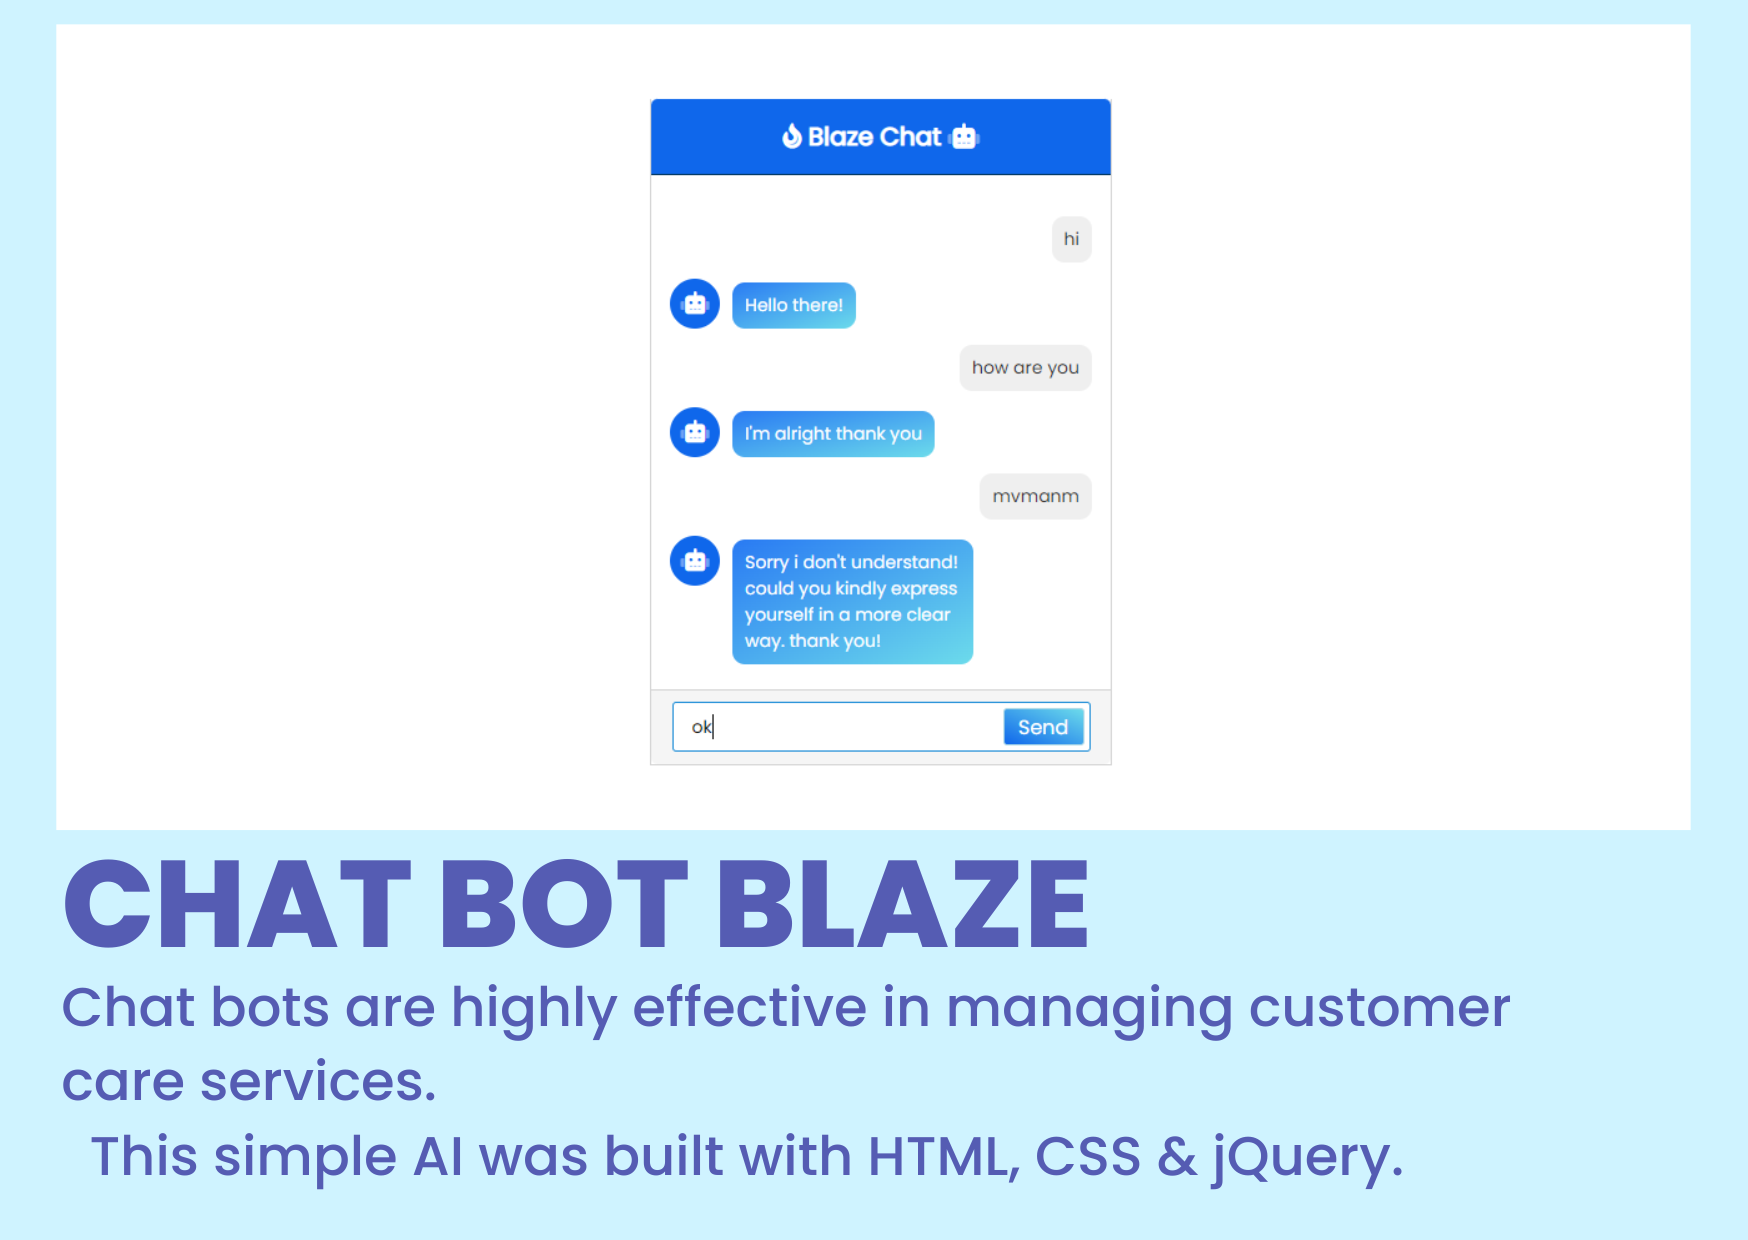 Blaze Chat
hi
Hello there!
how are you
I'm alright thank you
mvmanm
Sorry i don't understand!
could you kindly express
yourself in a more clear
way. thank you!
ok
Send
CHAT BOT BLAZE
Chat bots are highly effective in managing customer
care services.
This simple AI was built with HTML, CSS & jQuery.